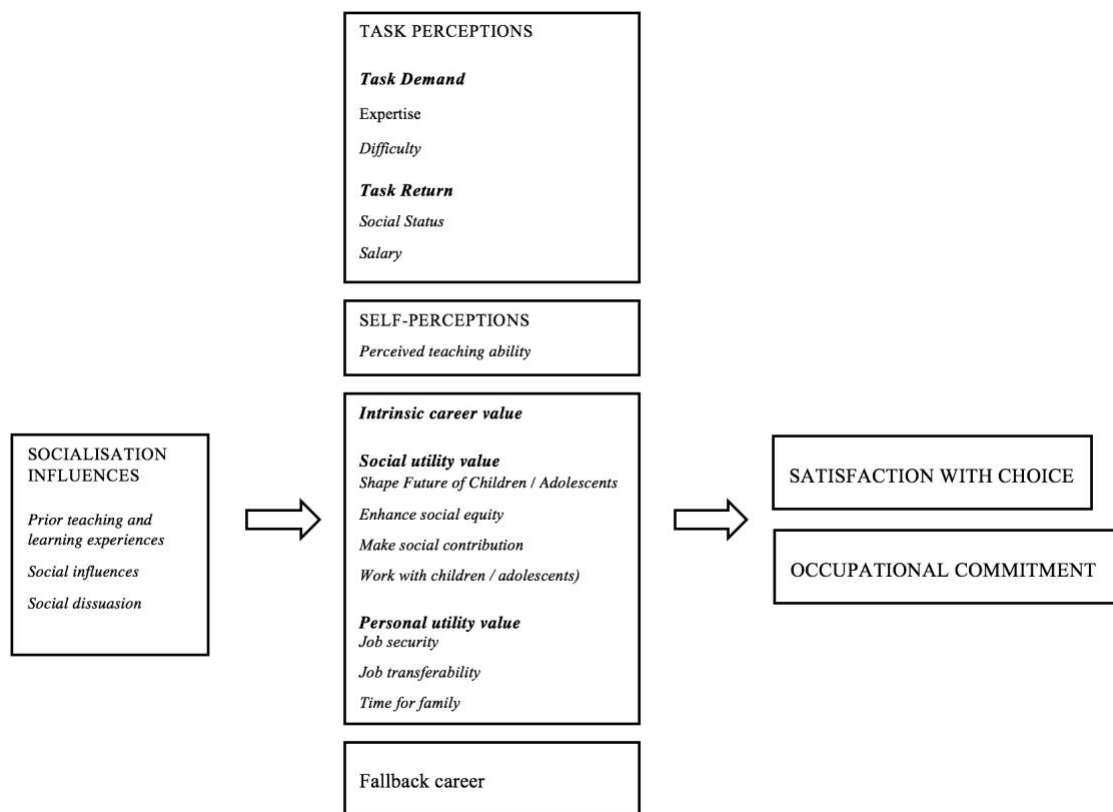 TASK PERCEPTIONS
Task Demand
Expertise
Difficulty
Task Return
Social Status
Salary
SELF-PERCEPTIONS
Perceived teaching ability
Intrinsic career value
Social utility value
Shape Future of Children / Adolescents
Enhance social equity
Make social contribution
Work with children / adolescents)
Personal utility value
Job security
Job transferability
Time for family
Fallback career
SOCIALISATION
INFLUENCES
Prior teaching and
learning experiences
Social influences
Social dissuasion
SATISFACTION WITH CHOICE
OCCUPATIONAL COMMITMENT